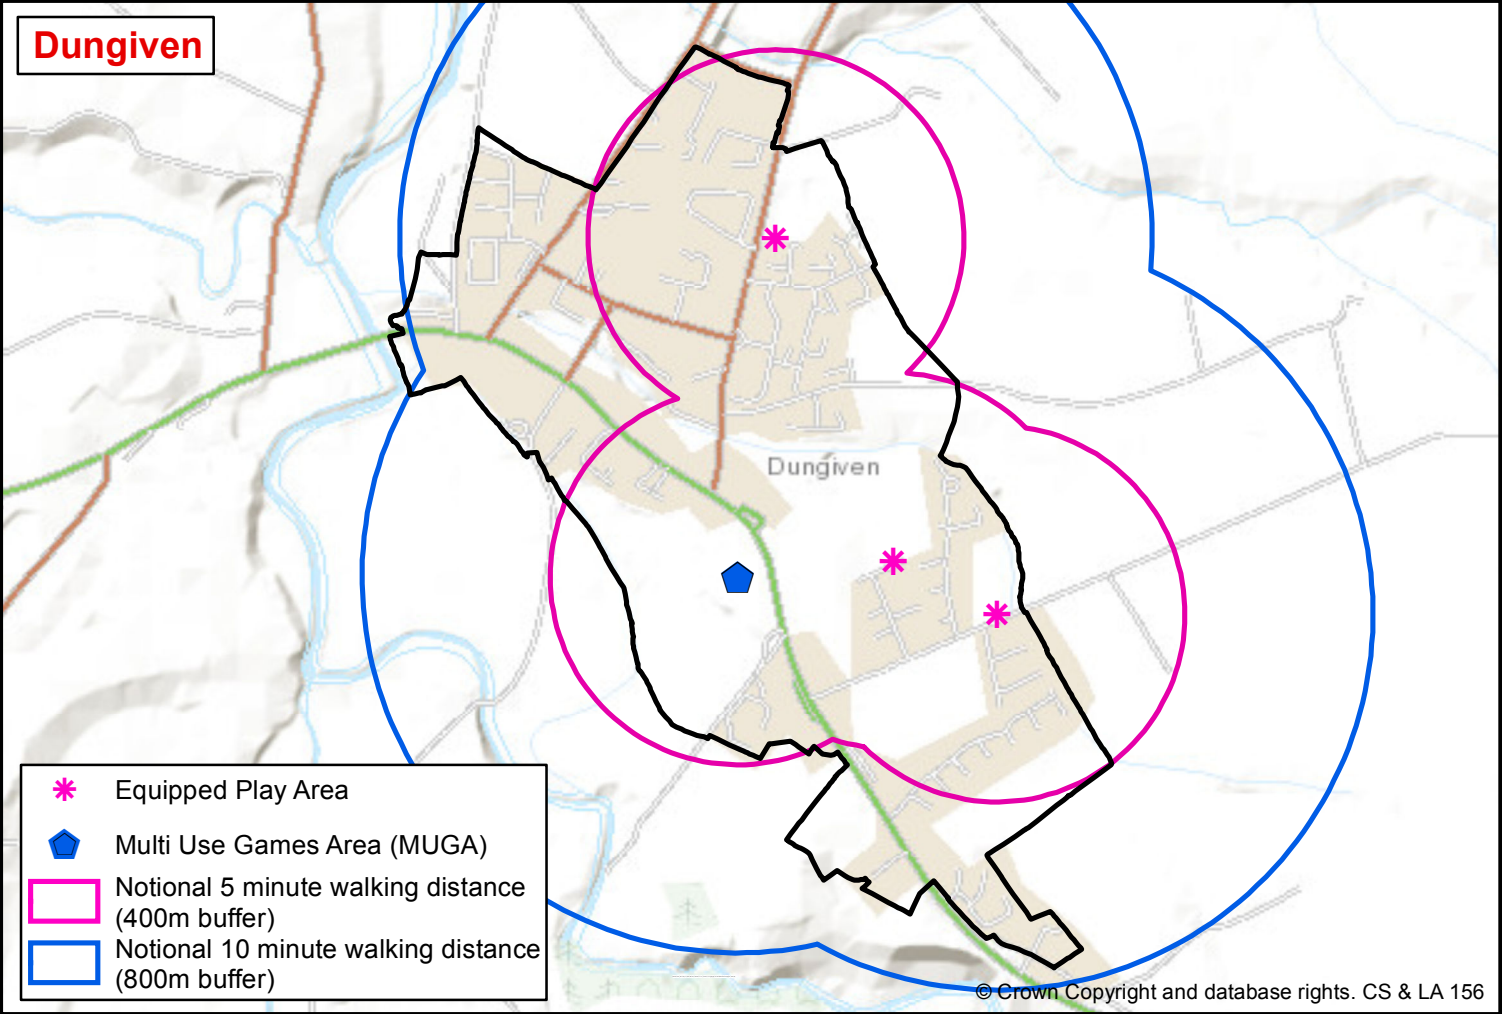 Dungiven
Dungiven
Equipped Play Area
Multi Use Games Area (MUGA)
Notional 5 minute walking distance
(400m buffer)
Notional 10 minute walking distance
(800m buffer)
© Crown Copyright and database rights. CS & LA 156